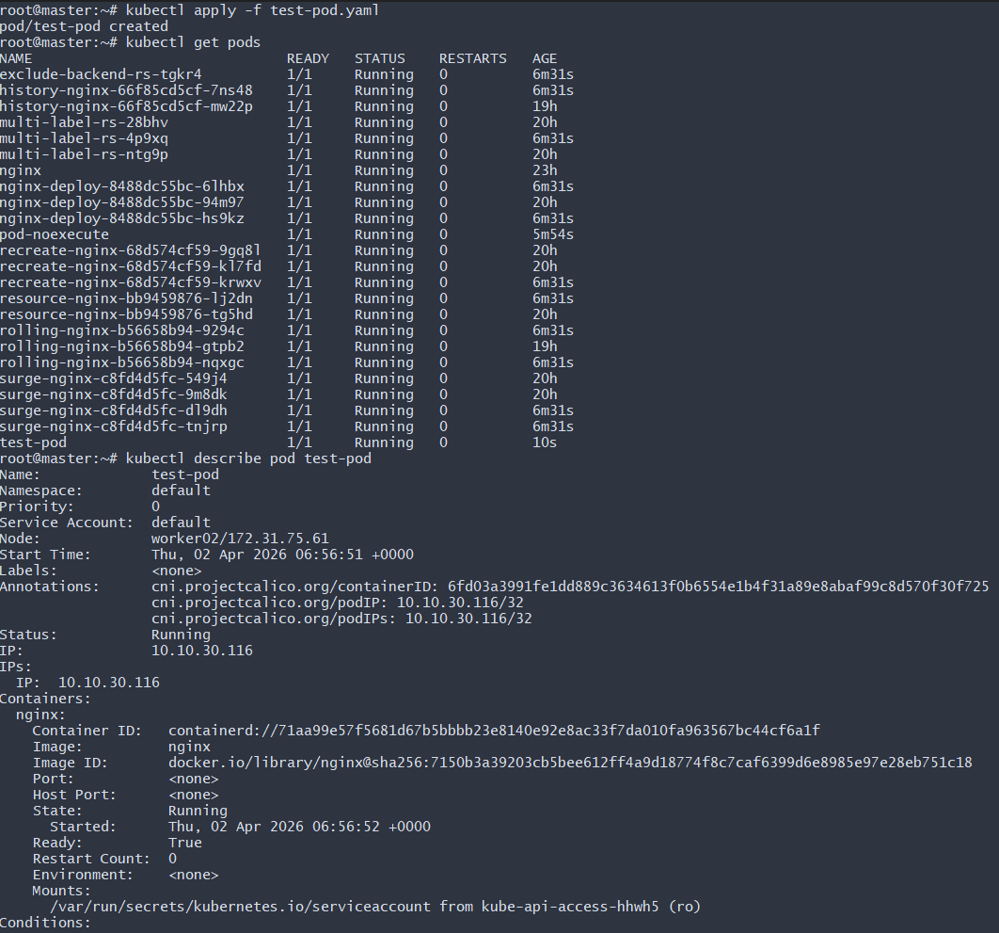 root@master:~# kubectl apply -f test-pod.yaml
pod/test-pod created
root@master:~# kubectl get pods
NAME                              READY   STATUS    RESTARTS   AGE
exclude-backend-rs-tgkr4          1/1     Running   0          6m31s
history-nginx-66f85cd5cf-7ns48    1/1     Running   0          6m31s
history-nginx-66f85cd5cf-mw22p    1/1     Running   0          19h
multi-label-rs-28bhv              1/1     Running   0          20h
multi-label-rs-4p9xq              1/1     Running   0          6m31s
multi-label-rs-ntg9p              1/1     Running   0          20h
nginx                             1/1     Running   0          23h
nginx-deploy-8488dc55bc-6lhbx     1/1     Running   0          6m31s
nginx-deploy-8488dc55bc-94m97     1/1     Running   0          20h
nginx-deploy-8488dc55bc-hs9kz     1/1     Running   0          6m31s
pod-noexecute                     1/1     Running   0          5m54s
recreate-nginx-68d574cf59-9gq8l   1/1     Running   0          20h
recreate-nginx-68d574cf59-kl7fd   1/1     Running   0          20h
recreate-nginx-68d574cf59-krwxv   1/1     Running   0          6m31s
resource-nginx-bb9459876-lj2dn    1/1     Running   0          6m31s
resource-nginx-bb9459876-tg5hd    1/1     Running   0          20h
rolling-nginx-b56658b94-9294c     1/1     Running   0          6m31s
rolling-nginx-b56658b94-gtpb2     1/1     Running   0          19h
rolling-nginx-b56658b94-nqxgc     1/1     Running   0          6m31s
surge-nginx-c8fd4d5fc-549j4       1/1     Running   0          20h
surge-nginx-c8fd4d5fc-9m8dk       1/1     Running   0          20h
surge-nginx-c8fd4d5fc-dl9dh       1/1     Running   0          6m31s
surge-nginx-c8fd4d5fc-tnjrp       1/1     Running   0          6m31s
test-pod                          1/1     Running   0          10s
root@master:~# kubectl describe pod test-pod
Name:             test-pod
Namespace:        default
Priority:         0
Service Account:  default
Node:             worker02/172.31.75.61
Start Time:       Thu, 02 Apr 2026 06:56:51 +0000
Labels:           <none>
Annotations:      cni.projectcalico.org/containerID: 6fd03a3991fe1dd889c3634613f0b6554e1b4f31a89e8abaf99c8d570f30f725
                  cni.projectcalico.org/podIP: 10.10.30.116/32
                  cni.projectcalico.org/podIPs: 10.10.30.116/32
Status:           Running
IP:               10.10.30.116
IPs:
  IP:  10.10.30.116
Containers:
  nginx:
    Container ID:   containerd://71aa99e57f5681d67b5bbbb23e8140e92e8ac33f7da010fa963567bc44cf6a1f
    Image:          nginx
    Image ID:       docker.io/library/nginx@sha256:7150b3a39203cb5bee612ff4a9d18774f8c7caf6399d6e8985e97e28eb751c18
    Port:           <none>
    Host Port:      <none>
    State:          Running
      Started:      Thu, 02 Apr 2026 06:56:52 +0000
    Ready:          True
    Restart Count:  0
    Environment:    <none>
    Mounts:
      /var/run/secrets/kubernetes.io/serviceaccount from kube-api-access-hhwh5 (ro)
Conditions: